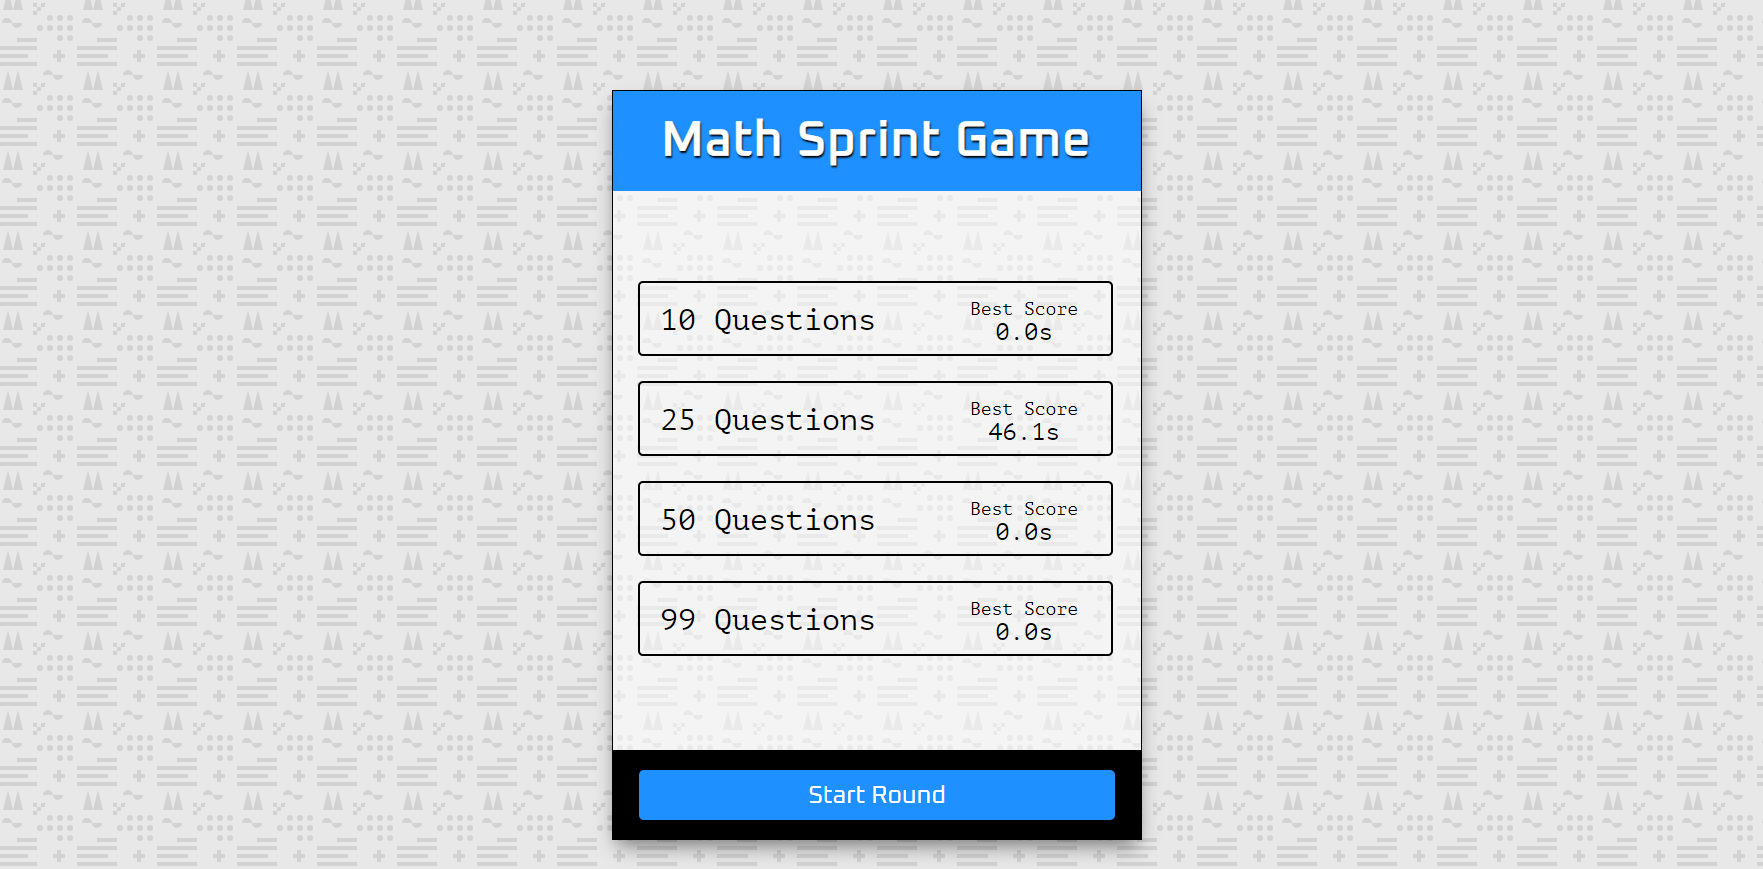 Math Sprint Game
10 Questions
Best Score
0.0s
25 Questions
Best Score
46.1s
50 Questions
Best Score
0.0s
99 Questions
Best Score
0.0s
Start Round